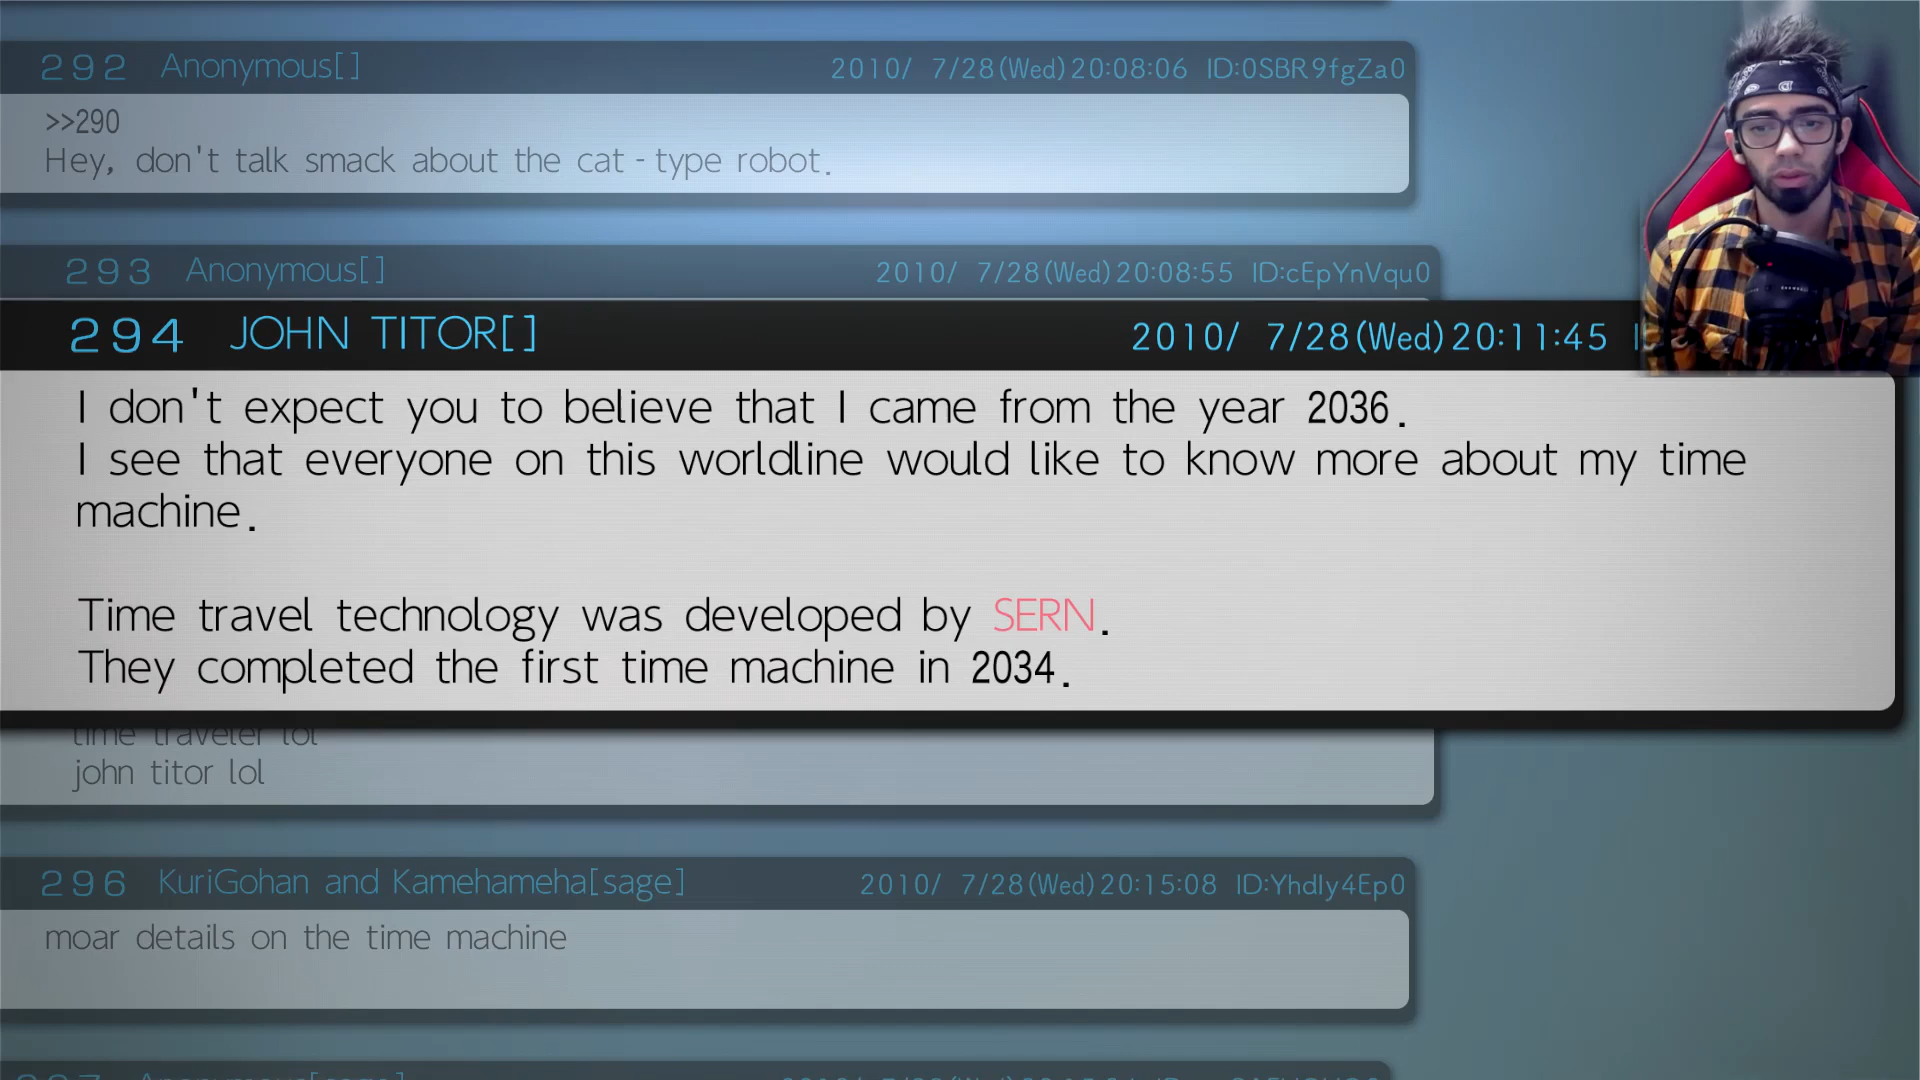 292 Anonymous[] 2010/ 7/28(Wed)20:08:06 ID:0SBR9fgZa0
>>290
Hey, don't talk smack about the cat-type robot.
293 Anonymous[] 2010/ 7/28(Wed)20:08:55 ID:cEpYnVqu0
294 JOHN TITOR[] 2010/ 7/28(Wed)20:11:45
I don't expect you to believe that I came from the year 2036.
I see that everyone on this worldline would like to know more about my time
machine.
Time travel technology was developed by SERN.
They completed the first time machine in 2034.
time traveler lol
john titor lol
296 KuriGohan and Kamehameha[sage] 2010/ 7/28(Wed)20:15:08 ID:YhdIy4Ep0
moar details on the time machine